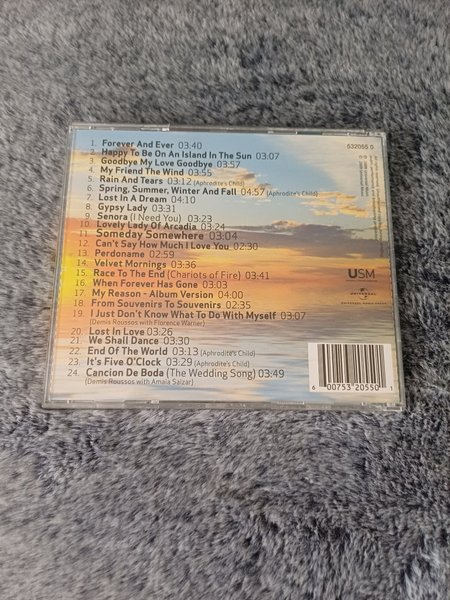 532055 0
1. Forever And Ever 03:40
2. Happy To Be On An Island In The Sun 03:07
3. Goodbye My Love Goodbye 03:57
4. My Friend The Wind 03:55
5. Rain And Tears 03:12 (Aphrodite's Child)
6. Spring, Summer, Winter And Fall 04:57 (Aphrodite's Child)
7. Lost In A Dream 04:10
8. Gypsy Lady 03:31
9. Senora (I Need You) 03:23
10. Lovely Lady Of Arcadia 03:24
11. Someday Somewhere 03:04
12. Can't Say How Much I Love You 02:30
13. Perdoname 02:59
14. Velvet Mornings 03:36
15. Race To The End (Chariots of Fire) 03:41
16. When Forever Has Gone 03:03
17. My Reason - Album Version 04:00
18. From Souvenirs To Souvenirs 02:35
19. I Just Don't Know What To Do With Myself 03:07
(Demis Roussos with Florence Warner)
20. Lost In Love 03:26
21. We Shall Dance 03:30
22. End Of The World 03:13 (Aphrodite's Child)
23. It's Five O'Clock 03:29 (Aphrodite's Child)
24. Cancion De Boda (The Wedding Song) 03:49
(Demis Roussos with Amaia Saizar)
USM
UNIVERSAL
UNIVERSAL MUSIC GROUP
6 00753 20550 1